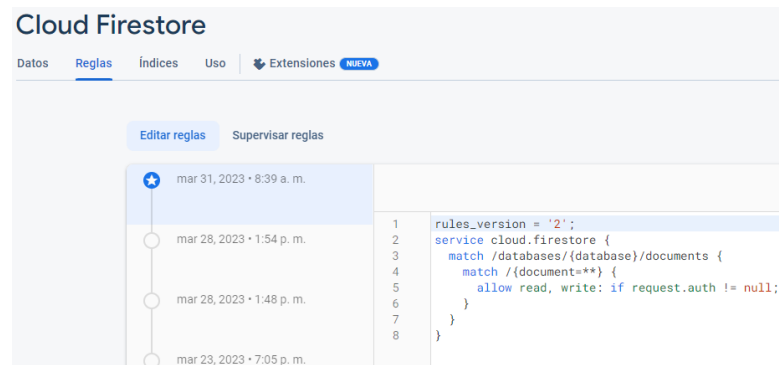 Cloud Firestore
Datos Reglas Índices Uso Extensiones NUEVA
Editar reglas Supervisar reglas
mar 31, 2023 • 8:39 a. m.
mar 28, 2023 • 1:54 p. m.
mar 28, 2023 • 1:48 p. m.
mar 23, 2023 • 7:05 p. m.
1 rules_version = '2';
2 service cloud.firestore {
3 match /databases/{database}/documents {
4 match /{document=**} {
5 allow read, write: if request.auth != null;
6 }
7 }
8 }